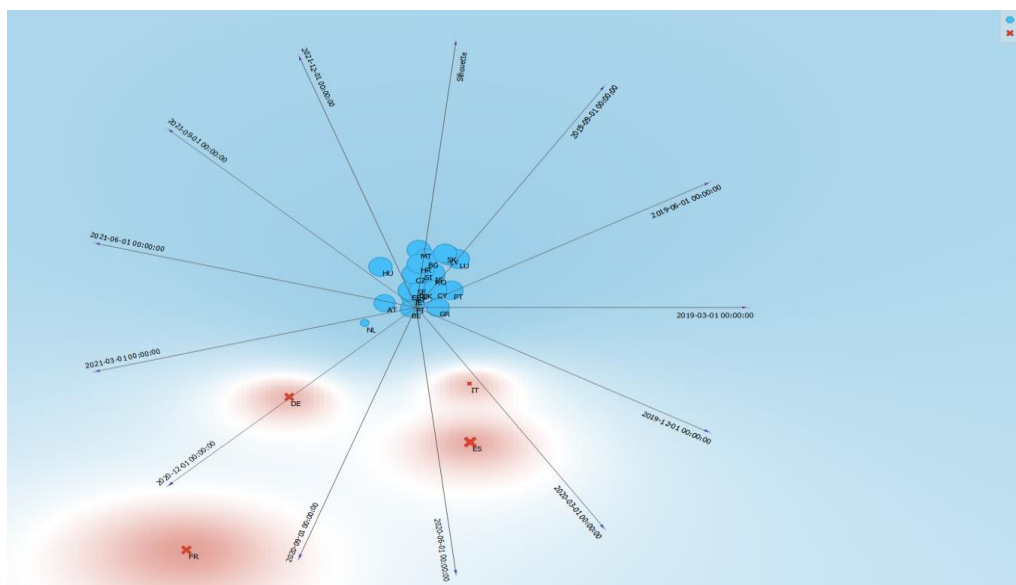 Silhouette
2021-12-01 00:00:00
2019-09-01 00:00:00
2021-09-01 00:00:00
2019-06-01 00:00:00
2021-06-01 00:00:00
MT
BG
SK
LU
HR
HU
CZ
SI
RO
SE
CY
PT
AT
GR
NL
2019-03-01 00:00:00
2021-03-01 00:00:00
IT
DE
2019-12-01 00:00:00
ES
2020-12-01 00:00:00
2020-03-01 00:00:00
2020-09-01 00:00:00
2020-06-01 00:00:00
FR